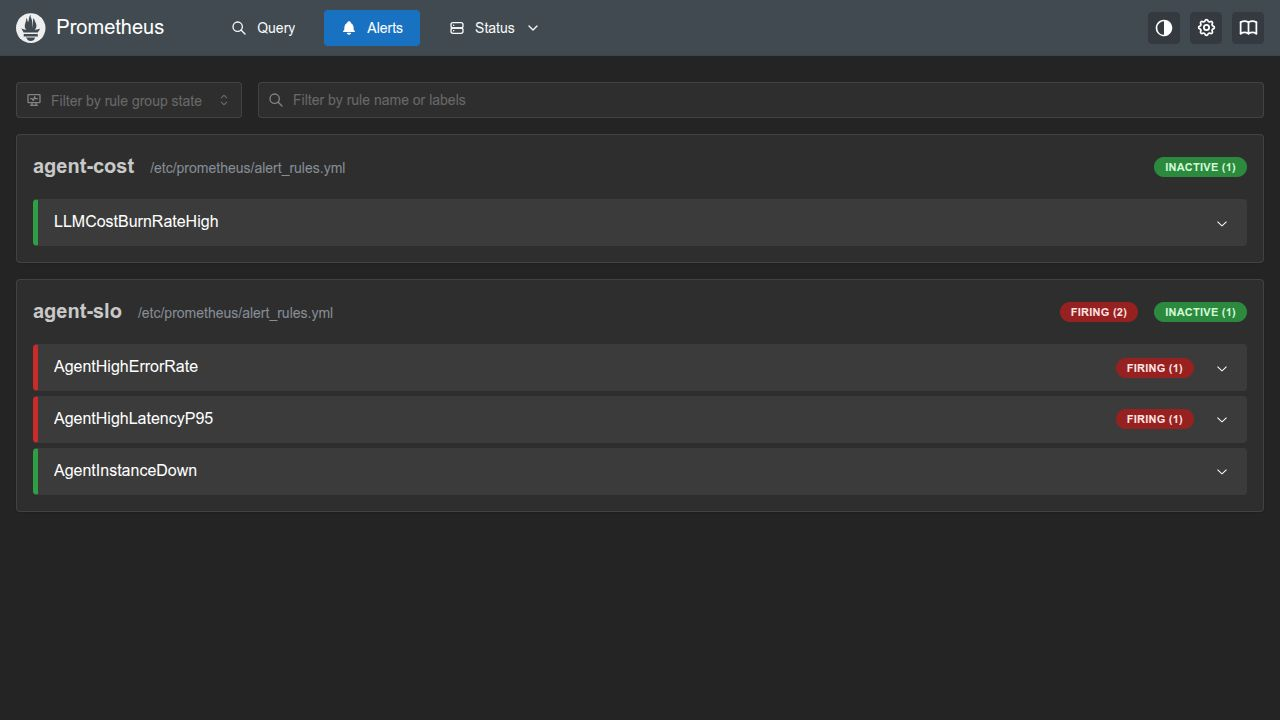 Prometheus Query Alerts Status
Filter by rule group state Filter by rule name or labels
agent-cost /etc/prometheus/alert_rules.yml INACTIVE (1)
LLMCostBurnRateHigh
agent-slo /etc/prometheus/alert_rules.yml FIRING (2) INACTIVE (1)
AgentHighErrorRate FIRING (1)
AgentHighLatencyP95 FIRING (1)
AgentInstanceDown